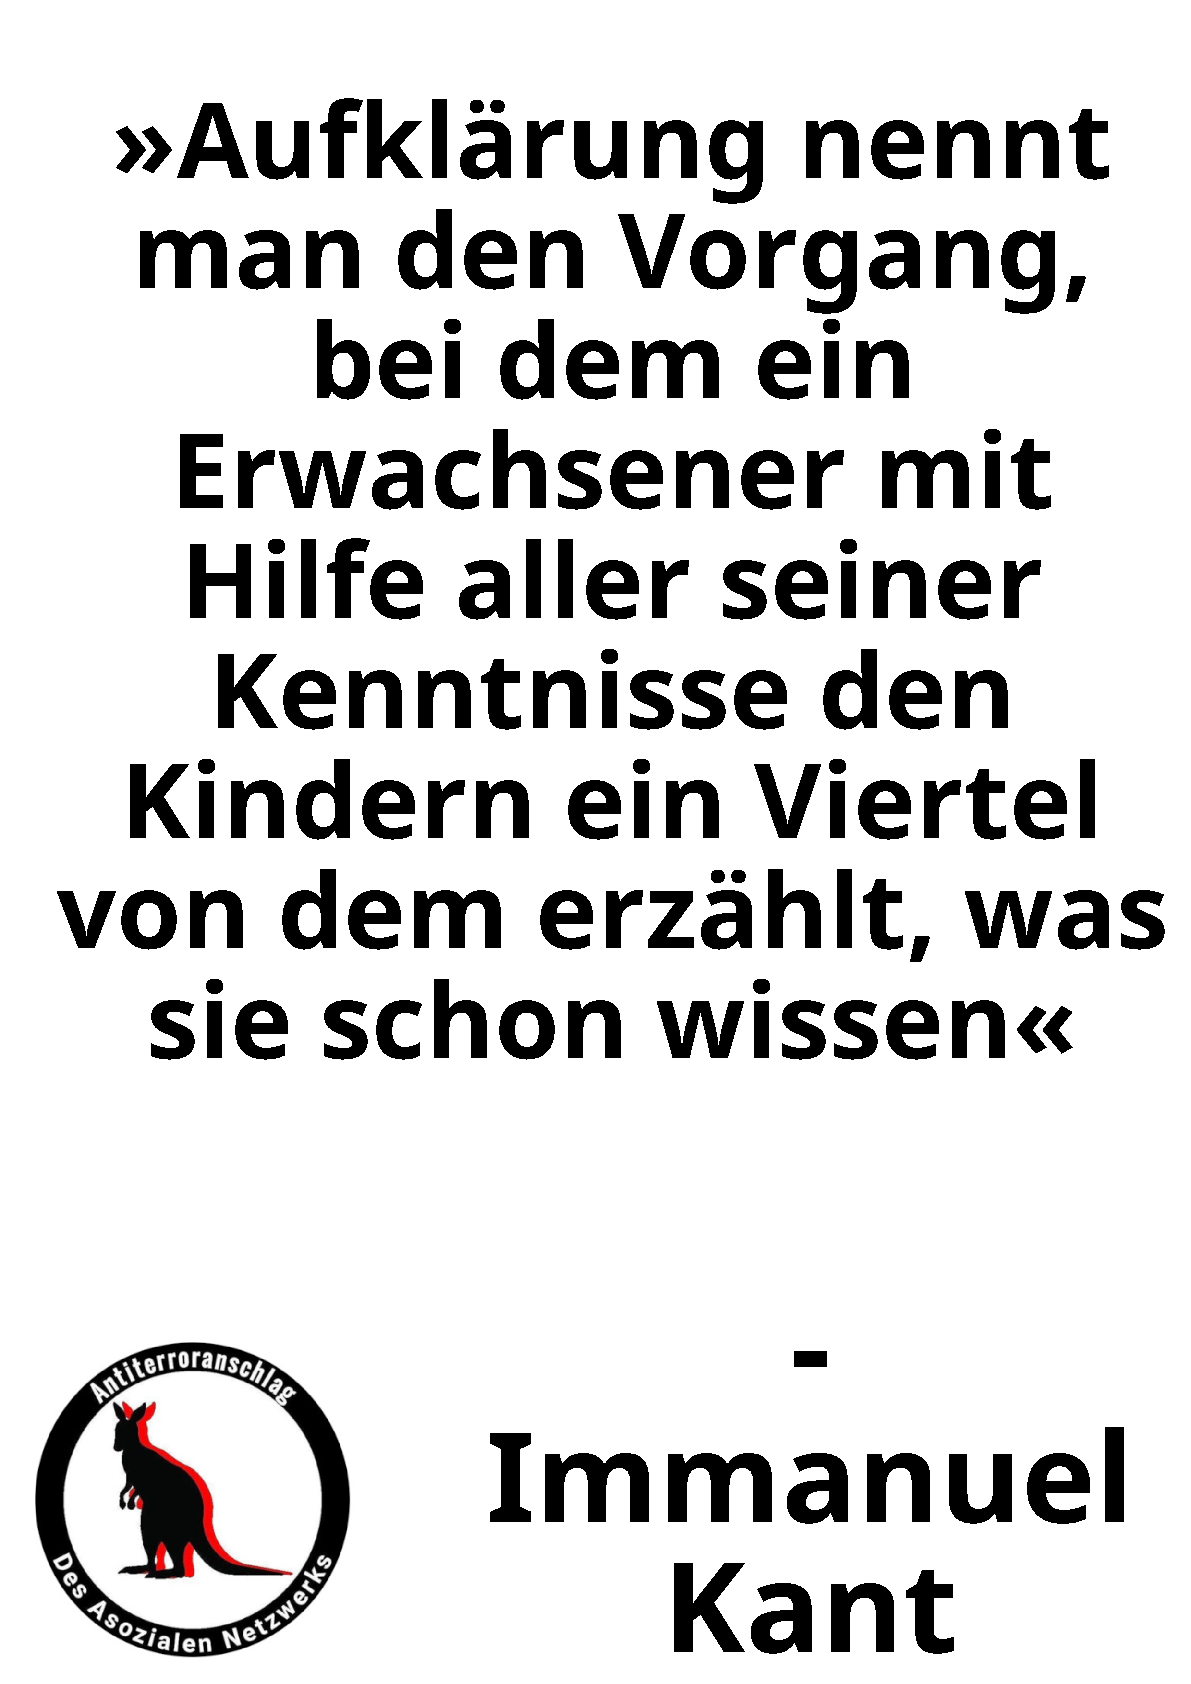 »Aufklärung nennt
man den Vorgang,
bei dem ein
Erwachsener mit
Hilfe aller seiner
Kenntnisse den
Kindern ein Viertel
von dem erzählt, was
sie schon wissen«
-
Immanuel
Kant
Antiterroranschlag
Des Asozialen Netzwerks